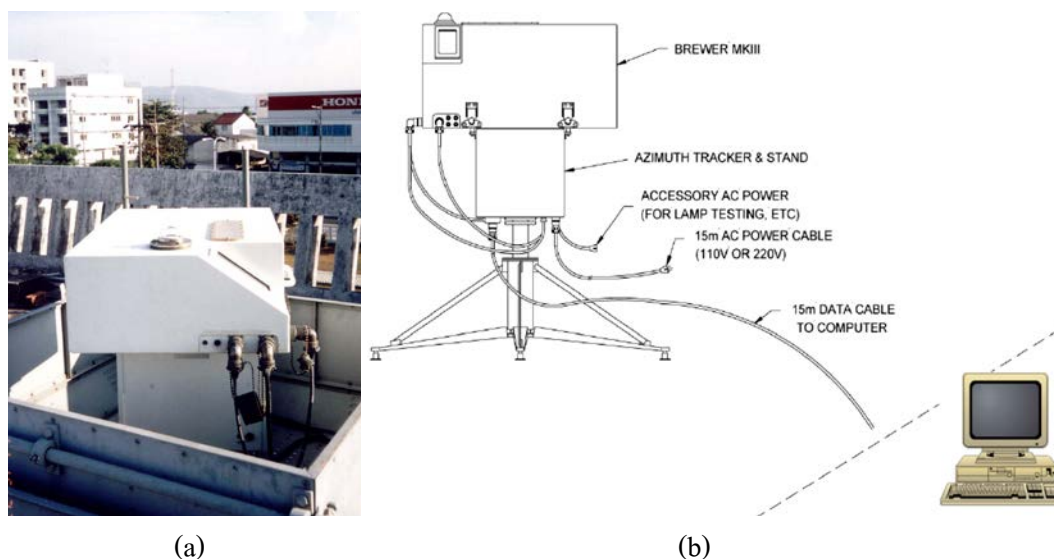 HOND
BREWER MKIII
AZIMUTH TRACKER & STAND
ACCESSORY AC POWER
(FOR LAMP TESTING, ETC)
15m AC POWER CABLE
(110V OR 220V)
15m DATA CABLE
TO COMPUTER
(a)
(b)